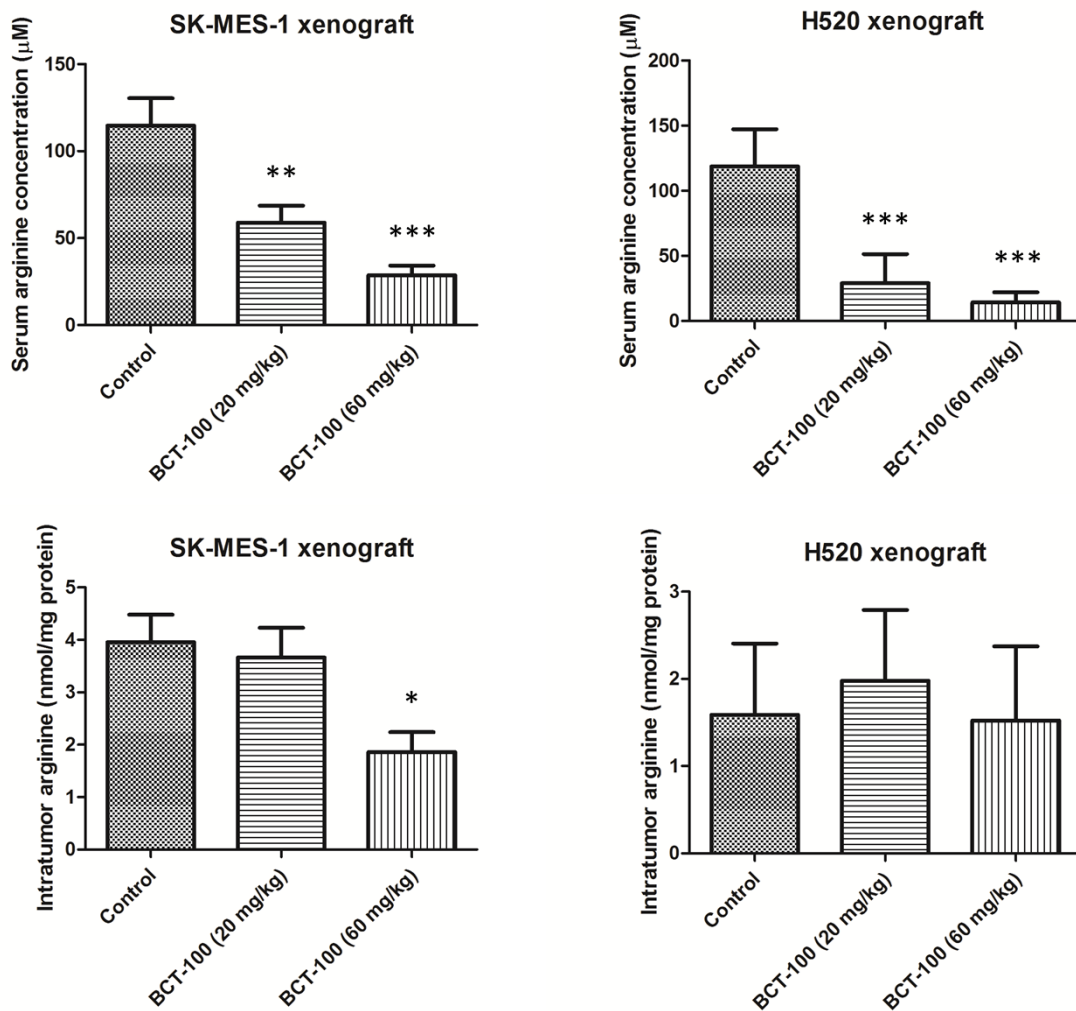 SK-MES-1 xenograft
Serum arginine concentration (μM)
150
100
50
0
**
***
Control
BCT-100 (20 mg/kg)
BCT-100 (60 mg/kg)
H520 xenograft
Serum arginine concentration (μM)
200
150
100
50
0
***
***
Control
BCT-100 (20 mg/kg)
BCT-100 (60 mg/kg)
SK-MES-1 xenograft
Intratumor arginine (nmol/mg protein)
5
4
3
2
1
0
*
Control
BCT-100 (20 mg/kg)
BCT-100 (60 mg/kg)
H520 xenograft
Intratumor arginine (nmol/mg protein)
3
2
1
0
Control
BCT-100 (20 mg/kg)
BCT-100 (60 mg/kg)